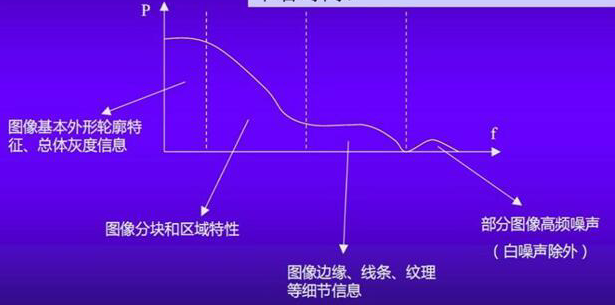 P
f
图像基本外形轮廓特
征、总体灰度信息
图像分块和区域特性
部分图像高频噪声
（白噪声除外）
图像边缘、线条、纹理
等细节信息